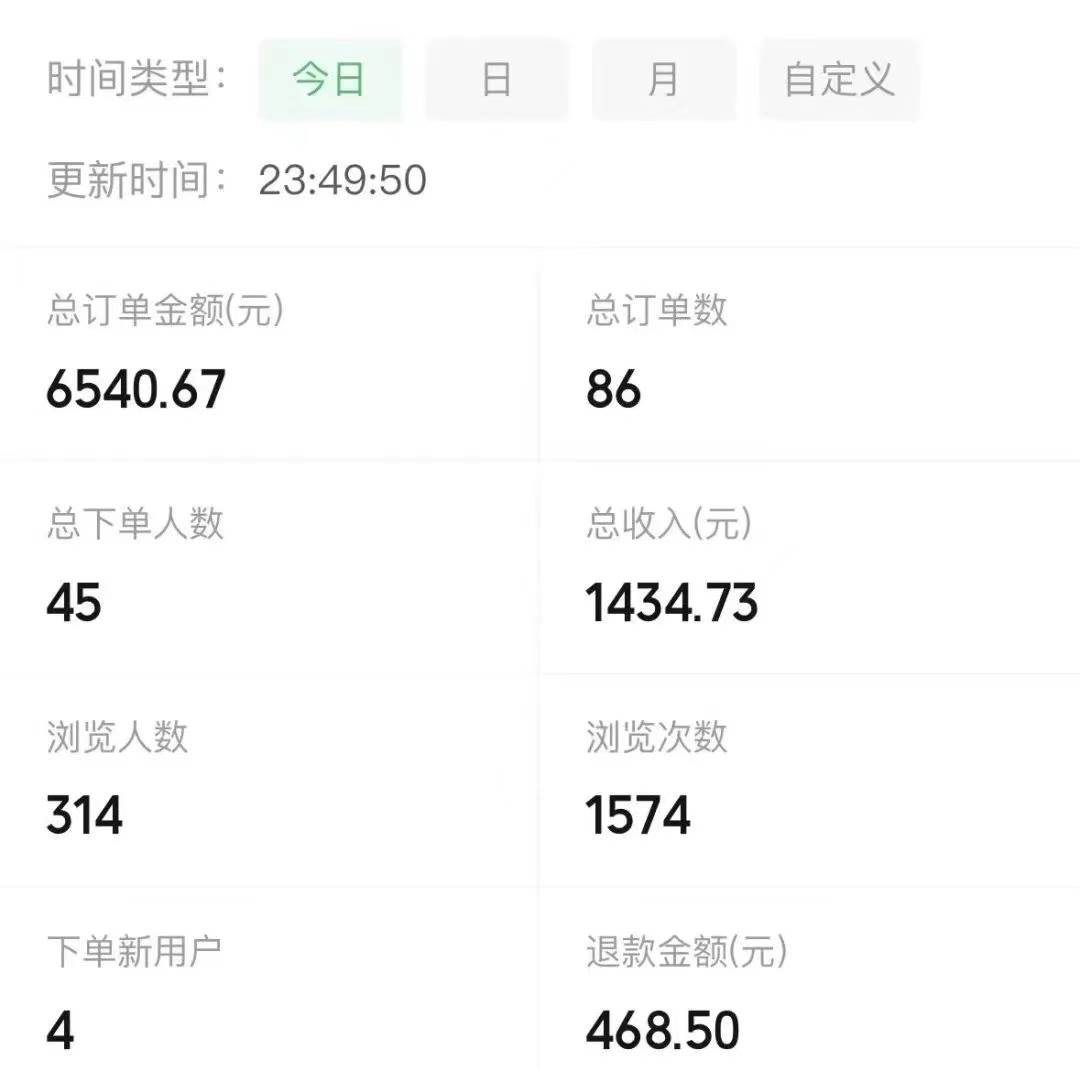 时间类型： 今日 日 月 自定义
更新时间： 23:49:50
总订单金额(元) 总订单数
6540.67 86
总下单人数 总收入(元)
45 1434.73
浏览人数 浏览次数
314 1574
下单新用户 退款金额(元)
4 468.50